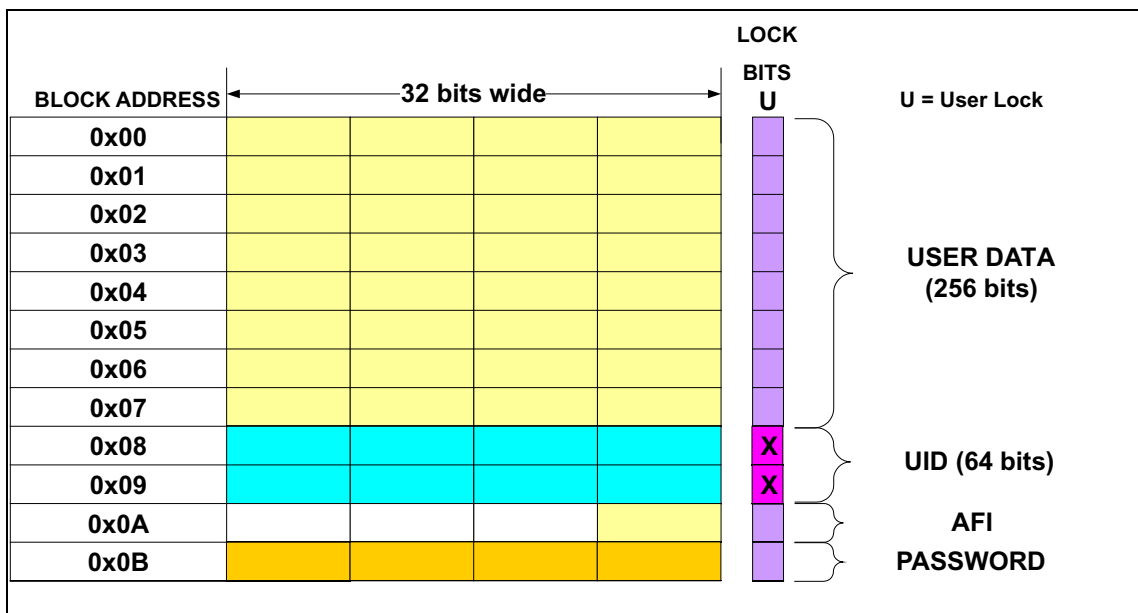 LOCK
BITS
BLOCK ADDRESS 32 bits wide U U = User Lock
0x00
0x01
0x02
0x03
0x04
0x05
0x06
0x07
USER DATA
(256 bits)
0x08 X
0x09 X
UID (64 bits)
0x0A AFI
0x0B PASSWORD